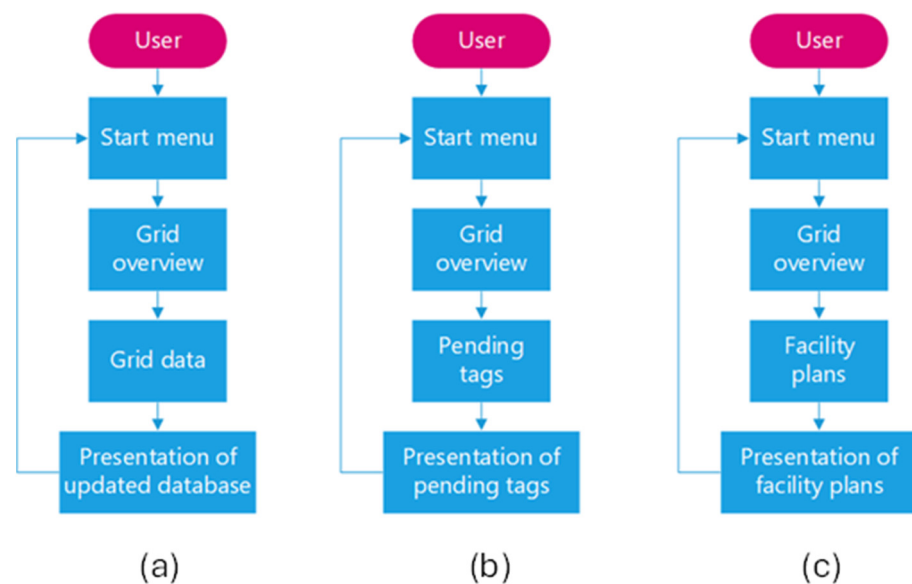 User
Start menu
Grid
overview
Grid data
Presentation of
updated database
(a)
User
Start menu
Grid
overview
Pending
tags
Presentation of
pending tags
(b)
User
Start menu
Grid
overview
Facility
plans
Presentation of
facility plans
(c)